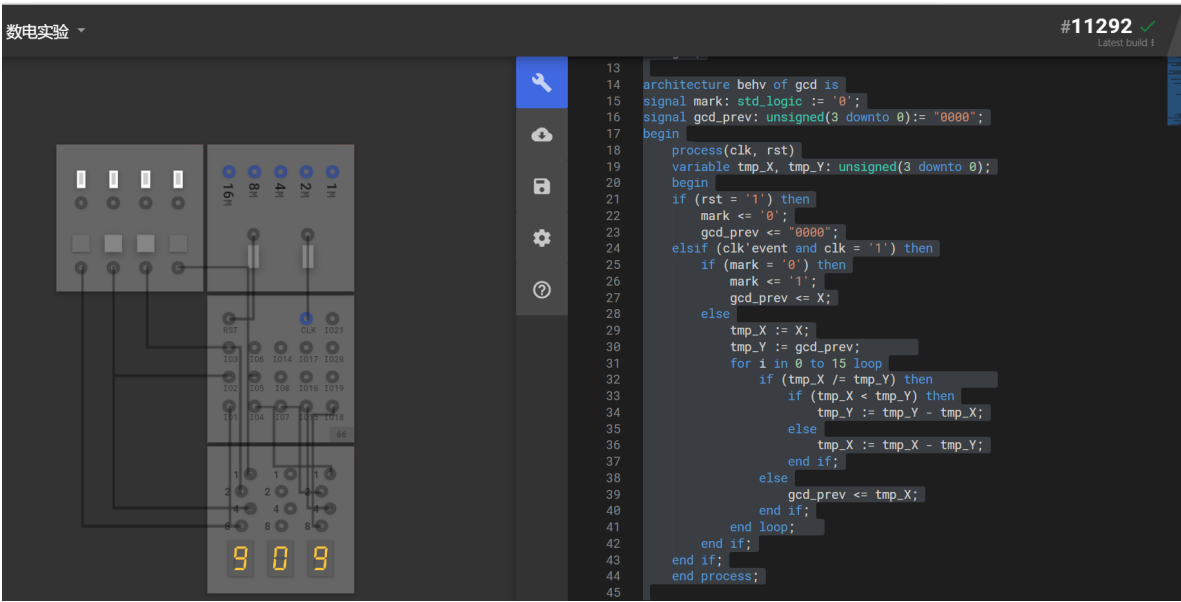 数电实验
#11292
Latest build
16M 8M 4M 2M 1M
RST CLK IO21
IO3 IO6 IO14 IO17 IO20
IO2 IO5 IO8 IO16 IO19
IO1 IO4 IO7 IO15 IO18
66
1 1 1
2 2 2
4 4 4
8 8 8
9 0 9
13
14 architecture behv of gcd is
15 signal mark: std_logic := '0';
16 signal gcd_prev: unsigned(3 downto 0):= "0000";
17 begin
18 process(clk, rst)
19 variable tmp_X, tmp_Y: unsigned(3 downto 0);
20 begin
21 if (rst = '1') then
22 mark <= '0';
23 gcd_prev <= "0000";
24 elsif (clk'event and clk = '1') then
25 if (mark = '0') then
26 mark <= '1';
27 gcd_prev <= X;
28 else
29 tmp_X := X;
30 tmp_Y := gcd_prev;
31 for i in 0 to 15 loop
32 if (tmp_X /= tmp_Y) then
33 if (tmp_X < tmp_Y) then
34 tmp_Y := tmp_Y - tmp_X;
35 else
36 tmp_X := tmp_X - tmp_Y;
37 end if;
38 else
39 gcd_prev <= tmp_X;
40 end if;
41 end loop;
42 end if;
43 end if;
44 end process;
45